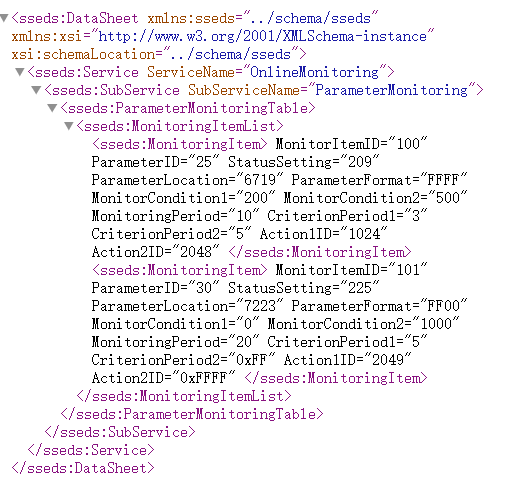 <sseds:DataSheet xmlns:sseds="../schema/sseds"
xmlns:xsi="http://www.w3.org/2001/XMLSchema-instance"
xsi:schemaLocation="../schema/sseds">
<sseds:Service ServiceName="OnlineMonitoring">
<sseds:SubService SubServiceName="ParameterMonitoring">
<sseds:ParameterMonitoringTable>
<sseds:MonitoringItemList>
<sseds:MonitoringItem> MonitorItemID="100"
ParameterID="25" StatusSetting="209"
ParameterLocation="6719" ParameterFormat="FFFF"
MonitorCondition1="200" MonitorCondition2="500"
MonitoringPeriod="10" CriterionPeriod1="3"
CriterionPeriod2="5" Action1ID="1024"
Action2ID="2048" </sseds:MonitoringItem>
<sseds:MonitoringItem> MonitorItemID="101"
ParameterID="30" StatusSetting="225"
ParameterLocation="7223" ParameterFormat="FF00"
MonitorCondition1="0" MonitorCondition2="1000"
MonitoringPeriod="20" CriterionPeriod1="5"
CriterionPeriod2="0xFF" Action1ID="2049"
Action2ID="0xFFFF" </sseds:MonitoringItem>
</sseds:MonitoringItemList>
</sseds:ParameterMonitoringTable>
</sseds:SubService>
</sseds:Service>
</sseds:DataSheet>